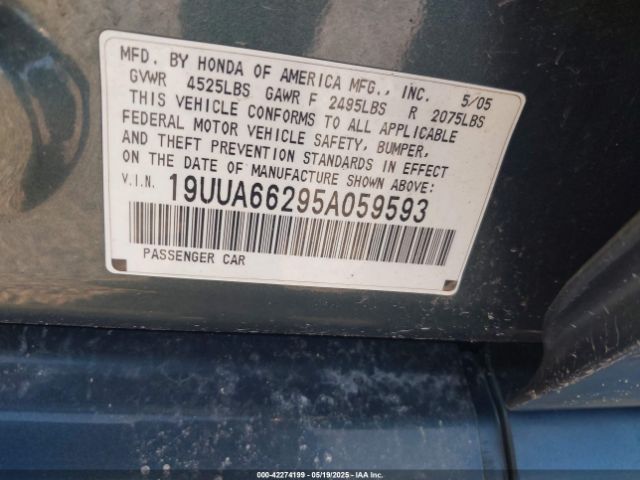 MFD. BY HONDA OF AMERICA MFG., INC. 5/05
GVWR 4525LBS GAWR F 2495LBS R 2075LBS
THIS VEHICLE CONFORMS TO ALL APPLICABLE
FEDERAL MOTOR VEHICLE SAFETY, BUMPER,
AND THEFT PREVENTION STANDARDS IN EFFECT
ON THE DATE OF MANUFACTURE SHOWN ABOVE:
V.I.N. 19UUA66295A059593
PASSENGER CAR
000-42274199 05/19/2025 IAAI.COM